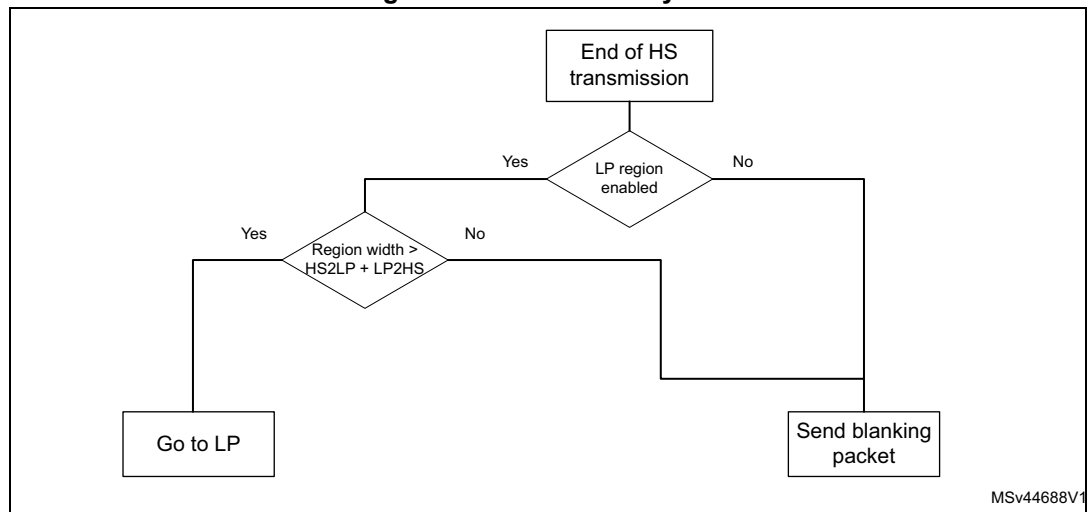 End of HS
transmission
Yes
LP region
enabled
No
Yes
Region width >
HS2LP + LP2HS
No
Go to LP
Send blanking
packet
MSv44688V1